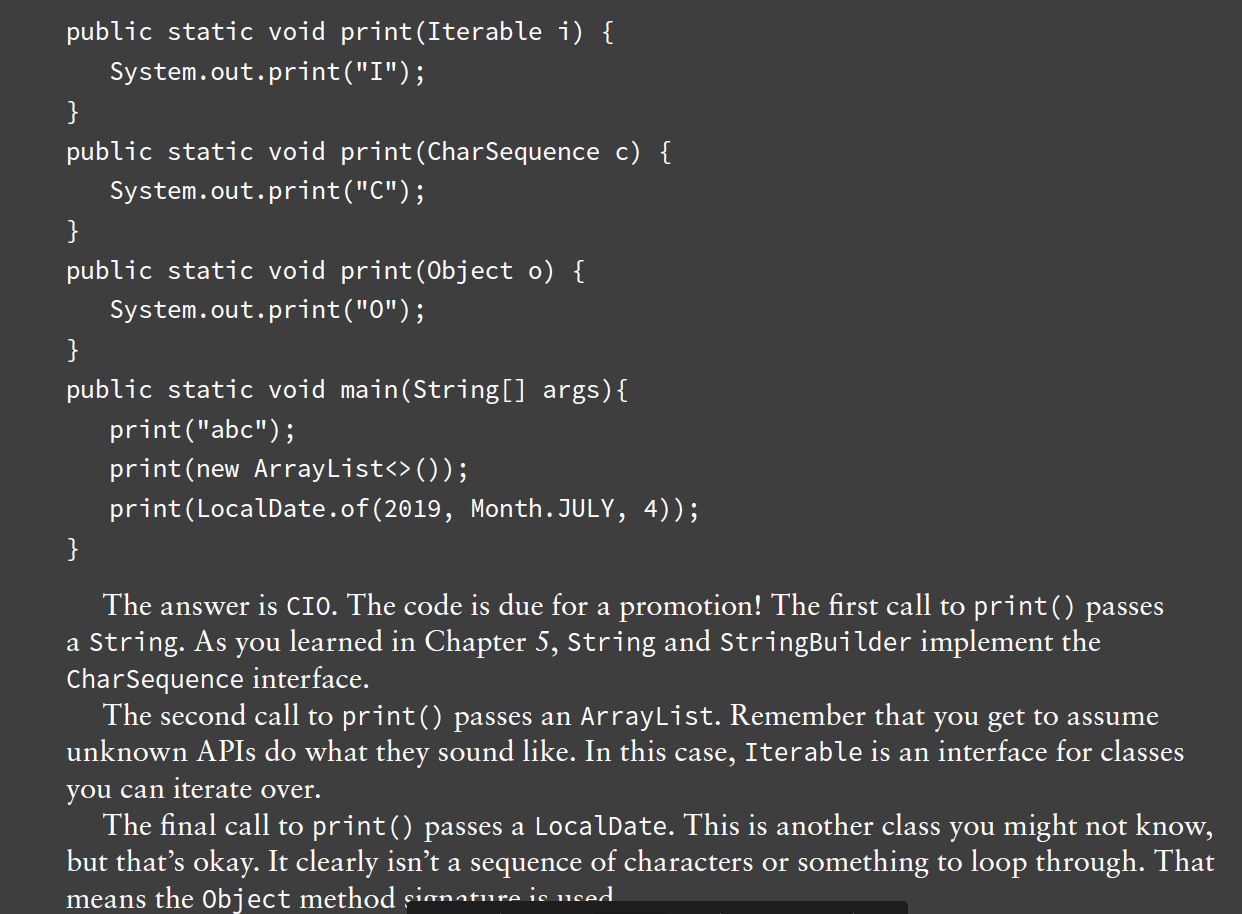 public static void print(Iterable i) {
System.out.print("I");
}
public static void print(CharSequence c) {
System.out.print("C");
}
public static void print(Object o) {
System.out.print("O");
}
public static void main(String[] args){
print("abc");
print(new ArrayList<>());
print(LocalDate.of(2019, Month.JULY, 4));
}
The answer is CIO. The code is due for a promotion! The first call to print() passes
a String. As you learned in Chapter 5, String and StringBuilder implement the
CharSequence interface.
The second call to print() passes an ArrayList. Remember that you get to assume
unknown APIs do what they sound like. In this case, Iterable is an interface for classes
you can iterate over.
The final call to print() passes a LocalDate. This is another class you might not know,
but that’s okay. It clearly isn’t a sequence of characters or something to loop through. That
means the Object method signature is used.